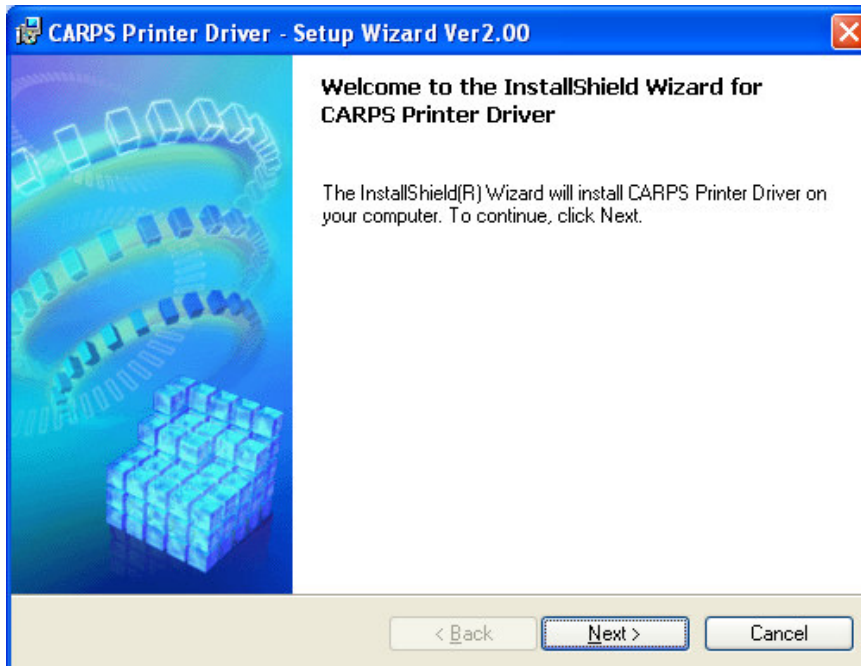 CARPS Printer Driver - Setup Wizard Ver2.00
Welcome to the InstallShield Wizard for
CARPS Printer Driver
The InstallShield(R) Wizard will install CARPS Printer Driver on
your computer. To continue, click Next.
< Back
Next >
Cancel